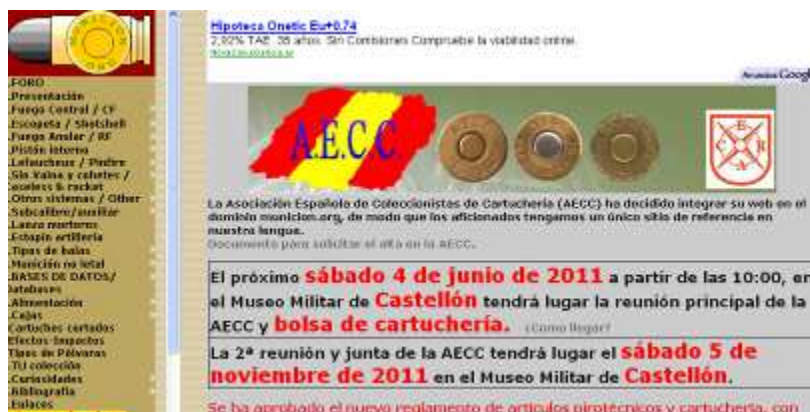 MUNICION
ORG
.FORO
.Presentación
.Fuego Central / CF
.Escopeta / Shotshell
.Fuego Anular / RF
.Pistón interno
.Lefaucheux / Pinfire
.Sin Vaina y cohetes /
caseless & rocket
.Otros sistemas / Other
.Subcalibre/auxiliar
.Lanza morteros
.Estopín artillería
.Tipos de balas
.Munición no letal
.BASES DE DATOS/
Databases
.Alimentación
.Cajas
Cartuches cortados
Efectos-Impactos
Tipos de Pólvoras
.TU colección
.Curiosidades
.Bibliografía
.Enlaces
Hipoteca Onetic Eu+0.74
2,92% TAE. 35 años. Sin Comisiones Compruebe la viabilidad online.
Anuncios Goog
A.E.C.C.
E
C R
A
La Asociación Española de Coleccionistas de Cartuchería (AECC) ha decidido integrar su web en el
dominio municion.org, de modo que los aficionados tengamos un único sitio de referencia en
nuestra lengua.
Documento para solicitar el alta en la AECC.
El próximo sábado 4 de junio de 2011 a partir de las 10:00, en
el Museo Militar de Castellón tendrá lugar la reunión principal de la
AECC y bolsa de cartuchería. ¿Como llegar?
La 2ª reunión y junta de la AECC tendrá lugar el sábado 5 de
noviembre de 2011 en el Museo Militar de Castellón.
Se ha aprobado el nuevo reglamento de artículos pirotécnicos y cartuchería, con